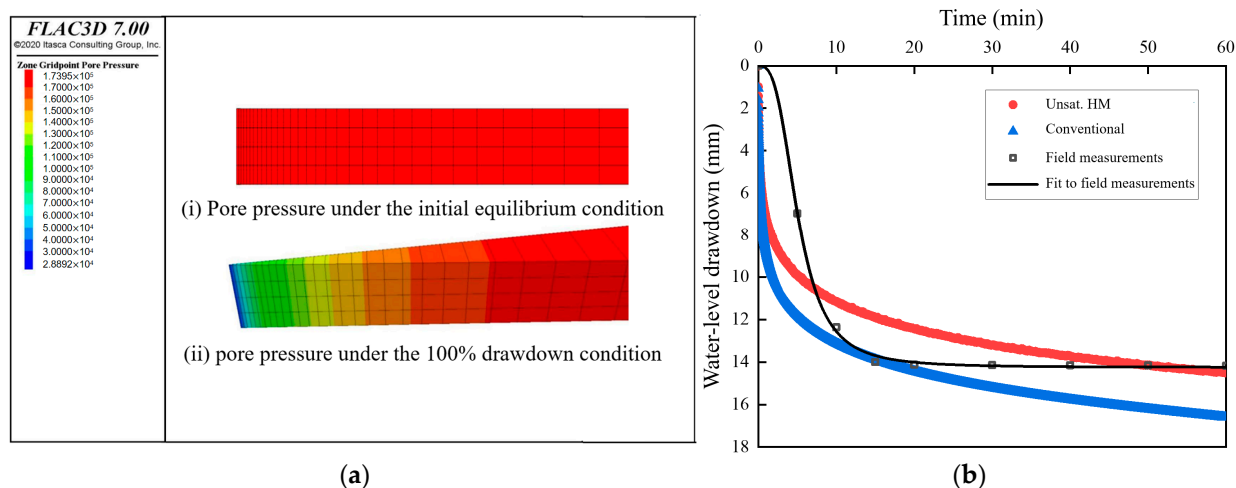 FLAC3D 7.00
©2020 Itasca Consulting Group, Inc.
Zone Gridpoint Pore Pressure
1.7395×10⁵
1.7000×10⁵
1.6000×10⁵
1.5000×10⁵
1.4000×10⁵
1.3000×10⁵
1.2000×10⁵
1.1000×10⁵
1.0000×10⁵
9.0000×10⁴
8.0000×10⁴
7.0000×10⁴
6.0000×10⁴
5.0000×10⁴
4.0000×10⁴
3.0000×10⁴
2.8892×10⁴
(i) Pore pressure under the initial equilibrium condition
(ii) pore pressure under the 100% drawdown condition
(a)
Time (min)
0 10 20 30 40 50 60
Water-level drawdown (mm)
0
2
4
6
8
10
12
14
16
18
Unsat. HM
Conventional
Field measurements
Fit to field measurements
(b)